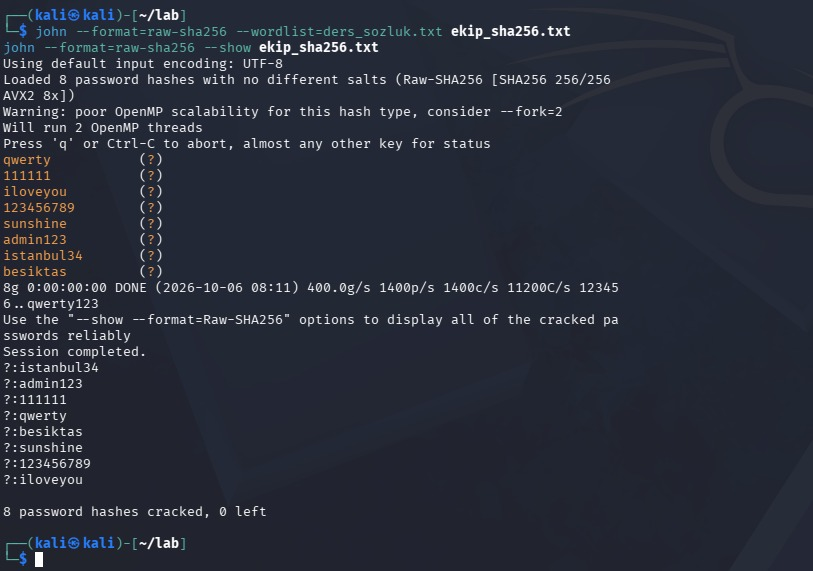 ┌──(kali㉿kali)-[~/lab]
└─$ john --format=raw-sha256 --wordlist=ders_sozluk.txt ekip_sha256.txt
john --format=raw-sha256 --show ekip_sha256.txt
Using default input encoding: UTF-8
Loaded 8 password hashes with no different salts (Raw-SHA256 [SHA256 256/256
AVX2 8x])
Warning: poor OpenMP scalability for this hash type, consider --fork=2
Will run 2 OpenMP threads
Press 'q' or Ctrl-C to abort, almost any other key for status
qwerty           (?)
111111           (?)
iloveyou         (?)
123456789        (?)
sunshine         (?)
admin123         (?)
istanbul34       (?)
besiktas         (?)
8g 0:00:00:00 DONE (2026-10-06 08:11) 400.0g/s 1400p/s 1400c/s 11200C/s 12345
6..qwerty123
Use the "--show --format=Raw-SHA256" options to display all of the cracked pa
sswords reliably
Session completed.
?:istanbul34
?:admin123
?:111111
?:qwerty
?:besiktas
?:sunshine
?:123456789
?:iloveyou
8 password hashes cracked, 0 left
┌──(kali㉿kali)-[~/lab]
└─$